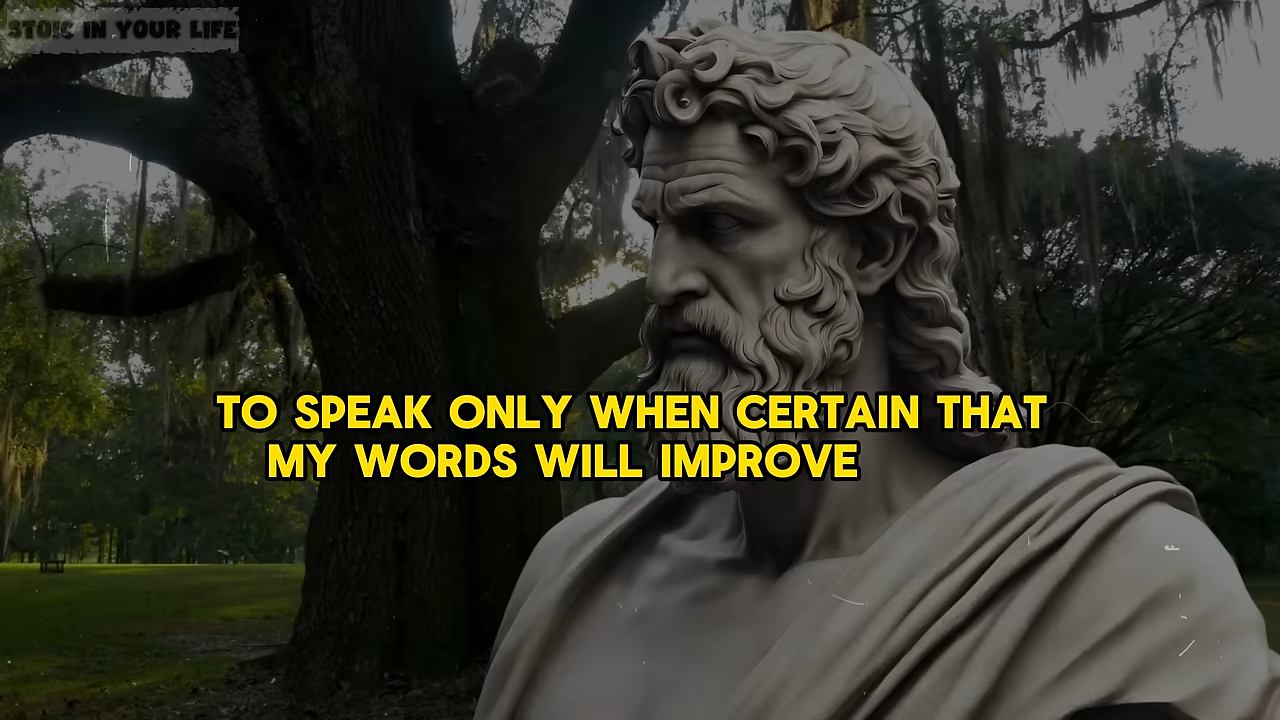 STOIC IN YOUR LIFE
TO SPEAK ONLY WHEN CERTAIN THAT
MY WORDS WILL IMPROVE